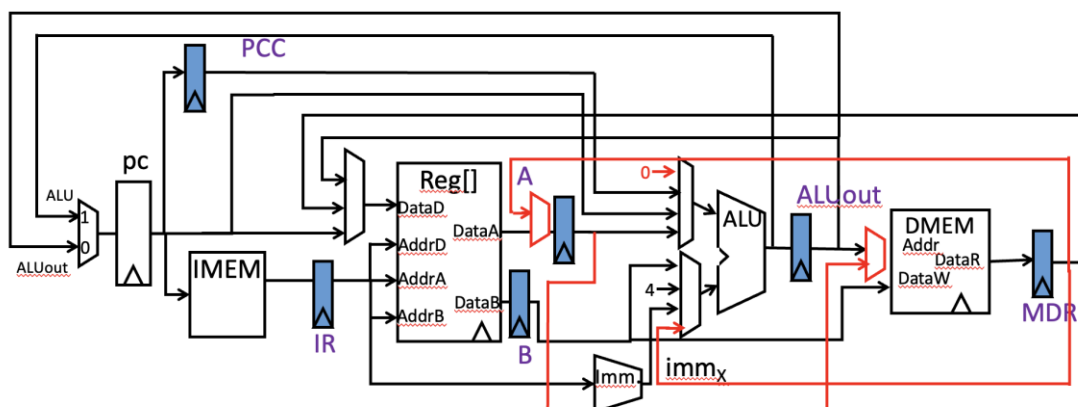 PCC
pc
ALU
1
0
ALUout
IMEM
IR
Reg[]
DataD
AddrD
AddrA
AddrB
DataA
DataB
A
B
Imm
imm_X
0
4
ALU
ALUout
DMEM
Addr
DataR
DataW
MDR